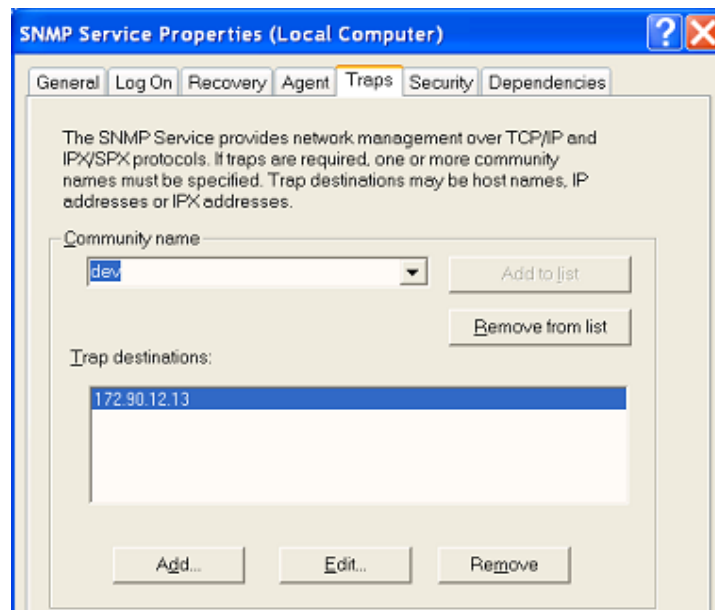 SNMP Service Properties (Local Computer)
General Log On Recovery Agent Traps Security Dependencies
The SNMP Service provides network management over TCP/IP and
IPX/SPX protocols. If traps are required, one or more community
names must be specified. Trap destinations may be host names, IP
addresses or IPX addresses.
Community name
dev
Add to list
Remove from list
Trap destinations:
172.90.12.13
Add... Edit... Remove